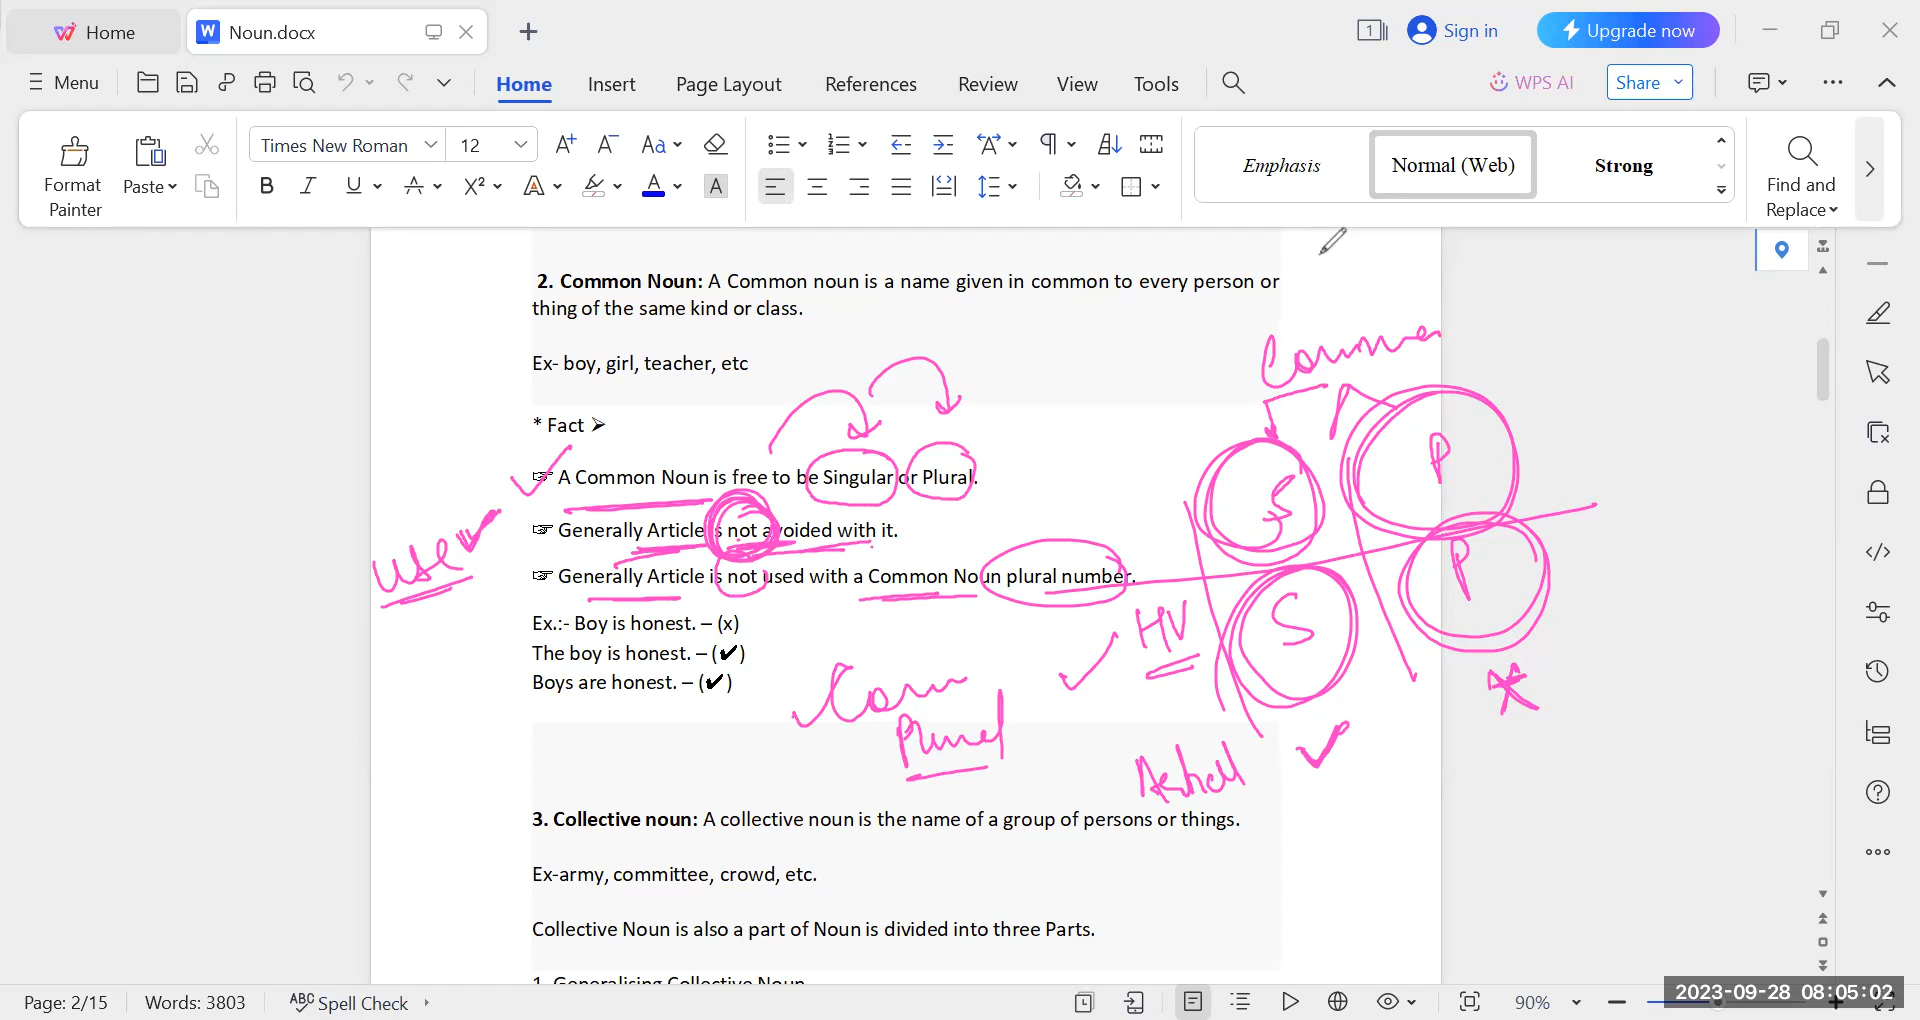 Home
Noun.docx
1
Sign in
Upgrade now
Menu
Home Insert Page Layout References Review View Tools
WPS AI
Share
Format
Painter
Paste
Times New Roman 12
Emphasis
Normal (Web)
Strong
Find and
Replace
2. Common Noun: A Common noun is a name given in common to every person or
thing of the same kind or class.
Ex- boy, girl, teacher, etc
* Fact ➢
☞ A Common Noun is free to be Singular or Plural.
☞ Generally Article is not avoided with it.
☞ Generally Article is not used with a Common Noun plural number.
Ex.:- Boy is honest. – (x)
The boy is honest. – (✔)
Boys are honest. – (✔)
use
S
P
S
P
HV
Plural
3. Collective noun: A collective noun is the name of a group of persons or things.
Ex-army, committee, crowd, etc.
Collective Noun is also a part of Noun is divided into three Parts.
1. Generalising Collective Noun
Page: 2/15 Words: 3803 Spell Check 90%
2023-09-28 08:05:02